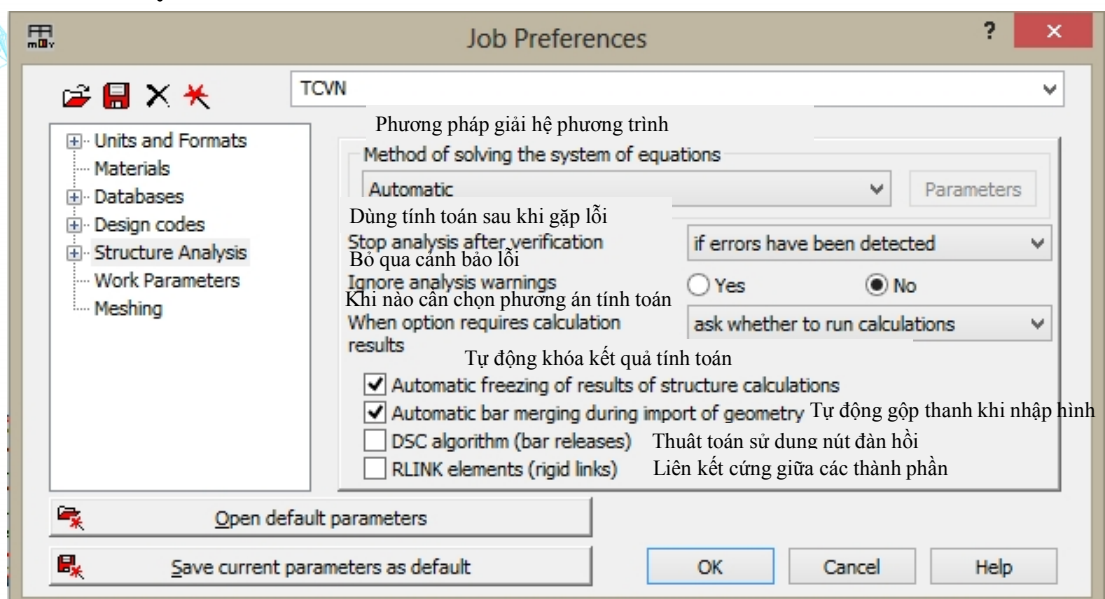 Job Preferences
?
TCVN
Units and Formats
Materials
Databases
Design codes
Structure Analysis
Work Parameters
Meshing
Phương pháp giải hệ phương trình
Method of solving the system of equations
Automatic
Parameters
Dùng tính toán sau khi gặp lỗi
Stop analysis after verification
if errors have been detected
Bỏ qua cảnh bảo lỗi
Ignore analysis warnings
Yes
No
Khi nào cần chọn phương án tính toán
When option requires calculation
results
ask whether to run calculations
Tự động khóa kết quả tính toán
Automatic freezing of results of structure calculations
Automatic bar merging during import of geometry Tự động gộp thanh khi nhập hình
DSC algorithm (bar releases) Thuật toán sử dụng nút đàn hồi
RLINK elements (rigid links) Liên kết cứng giữa các thành phần
Open default parameters
Save current parameters as default
OK
Cancel
Help